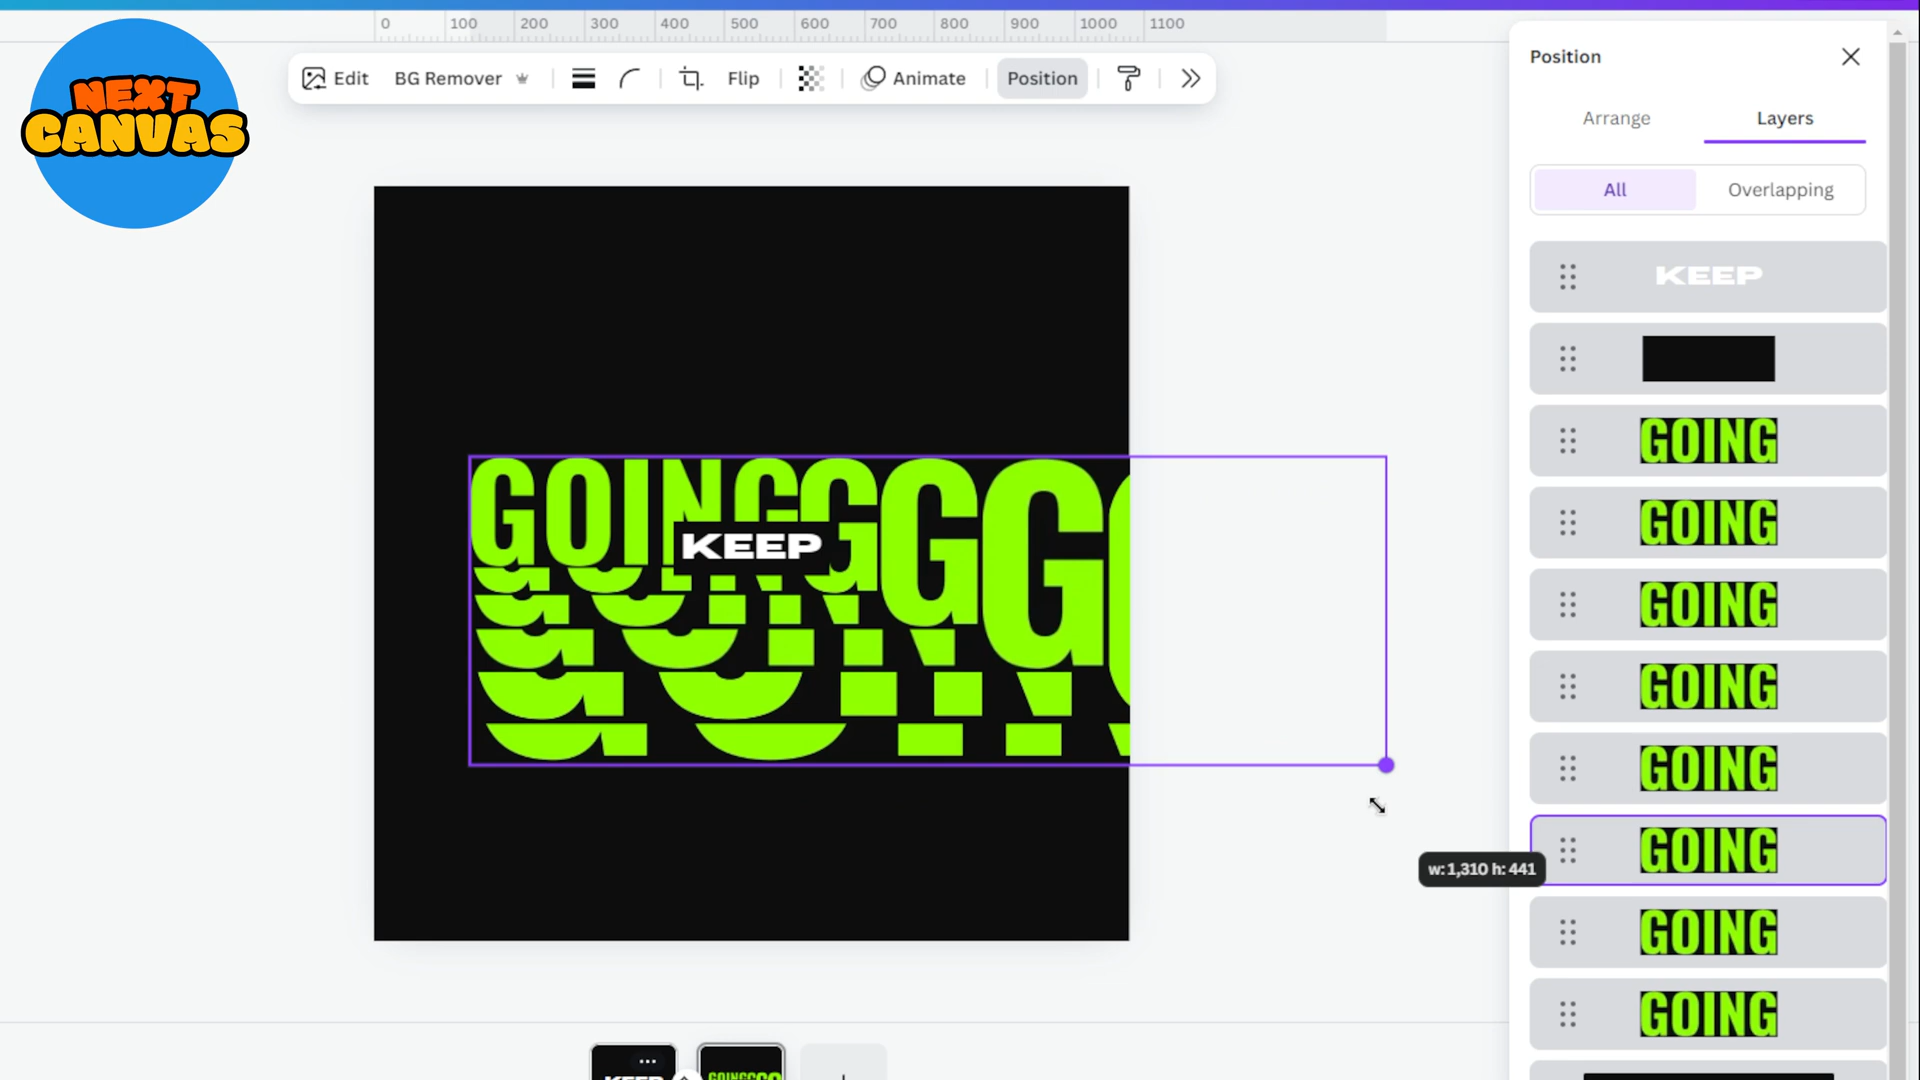 NEXT
CANVAS
0 100 200 300 400 500 600 700 800 900 1000 1100
Edit BG Remover Flip Animate Position
Position
Arrange Layers
All Overlapping
KEEP
GOING
GOING
GOING
GOING
GOING
GOING
GOING
GOING
KEEP
w: 1,310 h: 441